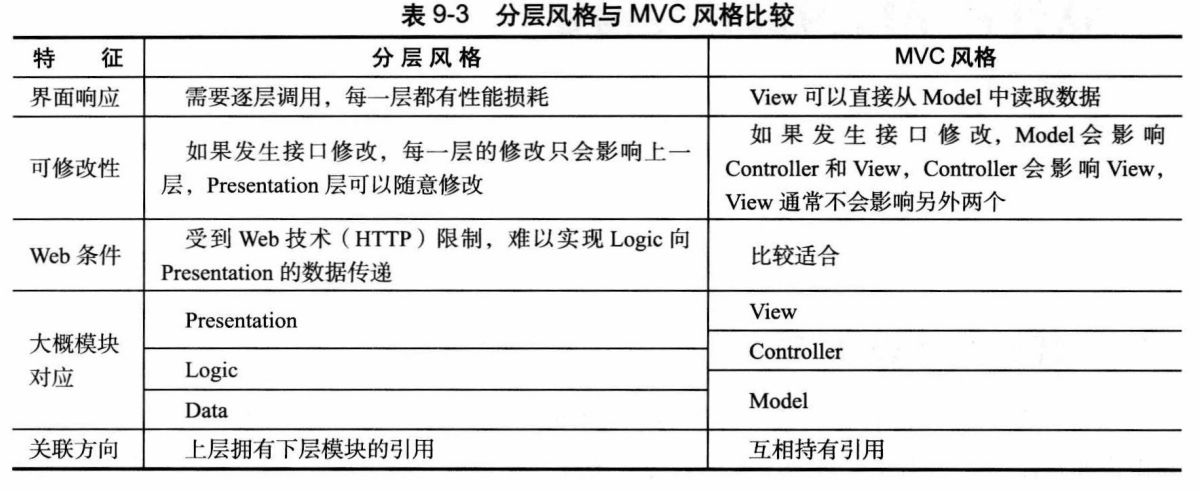 表 9-3 分层风格与 MVC 风格比较
特 征 分 层 风 格 MVC 风格
界面响应 需要逐层调用，每一层都有性能损耗 View 可以直接从 Model 中读取数据
可修改性
如果发生接口修改，每一层的修改只会影响上一
层，Presentation 层可以随意修改
如 果 发 生 接 口 修 改，Model 会 影 响
Controller 和 View，Controller 会 影 响 View，
View 通常不会影响另外两个
Web 条件
受到 Web 技术（HTTP）限制，难以实现 Logic 向
Presentation 的数据传递
比较适合
大概模块
对应
Presentation
Logic
Data
View
Controller
Model
关联方向 上层拥有下层模块的引用 互相持有引用